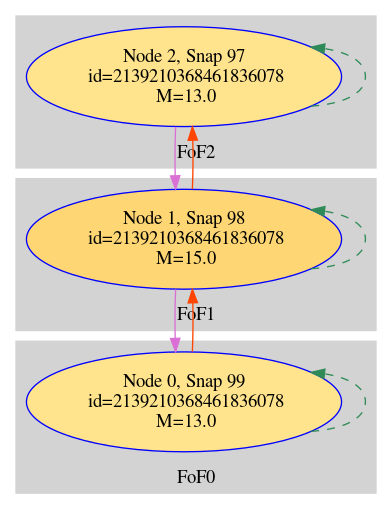 Node 2, Snap 97
id=2139210368461836078
M=13.0
FoF2
Node 1, Snap 98
id=2139210368461836078
M=15.0
FoF1
Node 0, Snap 99
id=2139210368461836078
M=13.0
FoF0